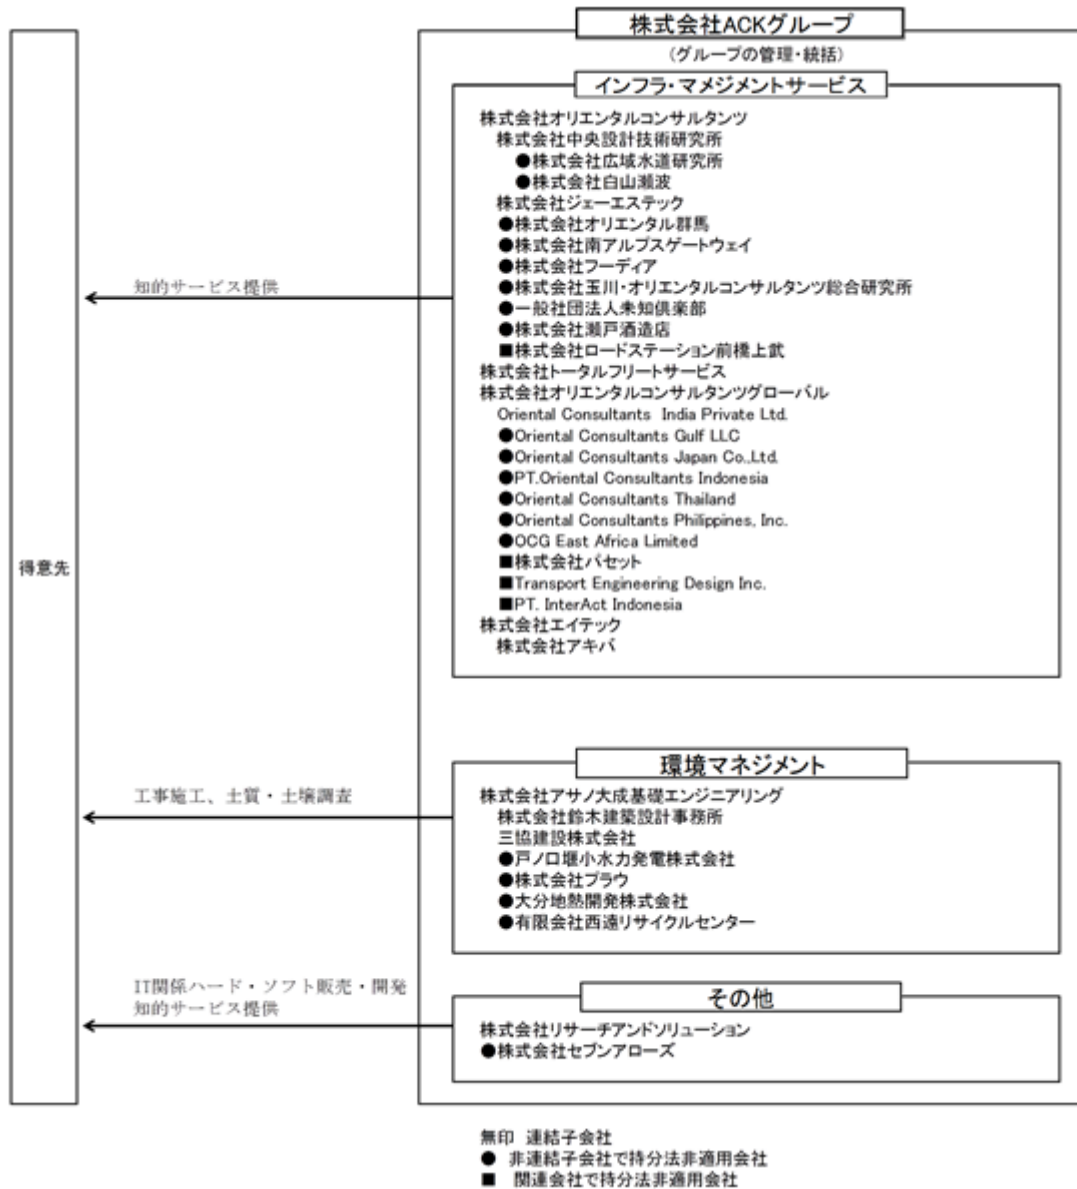 株式会社ACKグループ
(グループの管理・統括)
インフラ・マメジメントサービス
株式会社オリエンタルコンサルタンツ
株式会社中央設計技術研究所
●株式会社広域水道研究所
●株式会社白山瀬波
株式会社ジェーエステック
●株式会社オリエンタル群馬
●株式会社南アルプスゲートウェイ
●株式会社フーディア
知的サービス提供
●株式会社玉川・オリエンタルコンサルタンツ総合研究所
●一般社団法人未知倶楽部
●株式会社瀬戸酒造店
■株式会社ロードステーション前橋上武
株式会社トータルフリートサービス
株式会社オリエンタルコンサルタンツグローバル
Oriental Consultants India Private Ltd.
●Oriental Consultants Gulf LLC
●Oriental Consultants Japan Co.,Ltd.
●PT.Oriental Consultants Indonesia
●Oriental Consultants Thailand
●Oriental Consultants Philippines, Inc.
●OCG East Africa Limited
■株式会社パセット
得意先
■Transport Engineering Design Inc.
■PT. InterAct Indonesia
株式会社エイテック
株式会社アキバ
環境マネジメント
工事施工、土質・土壌調査
株式会社アサノ大成基礎エンジニアリング
株式会社鈴木建築設計事務所
三協建設株式会社
●戸ノ口堰小水力発電株式会社
●株式会社プラウ
●大分地熱開発株式会社
●有限会社西遠リサイクルセンター
IT関係ハード・ソフト販売・開発
知的サービス提供
その他
株式会社リサーチアンドソリューション
●株式会社セブンアローズ
無印 連結子会社
● 非連結子会社で持分法非適用会社
■ 関連会社で持分法非適用会社